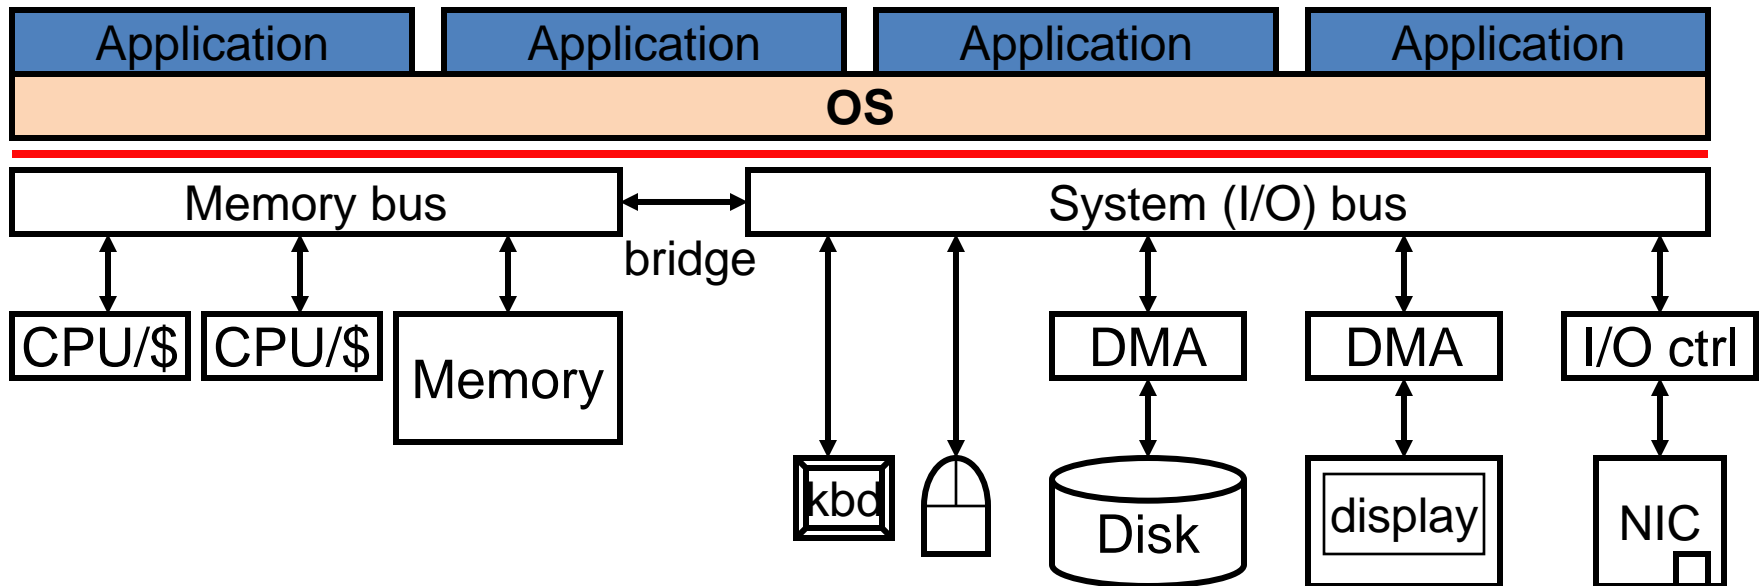 Application Application Application Application
OS
Memory bus System (I/O) bus
bridge
CPU/$ CPU/$ Memory DMA DMA I/O ctrl
kbd Disk display NIC